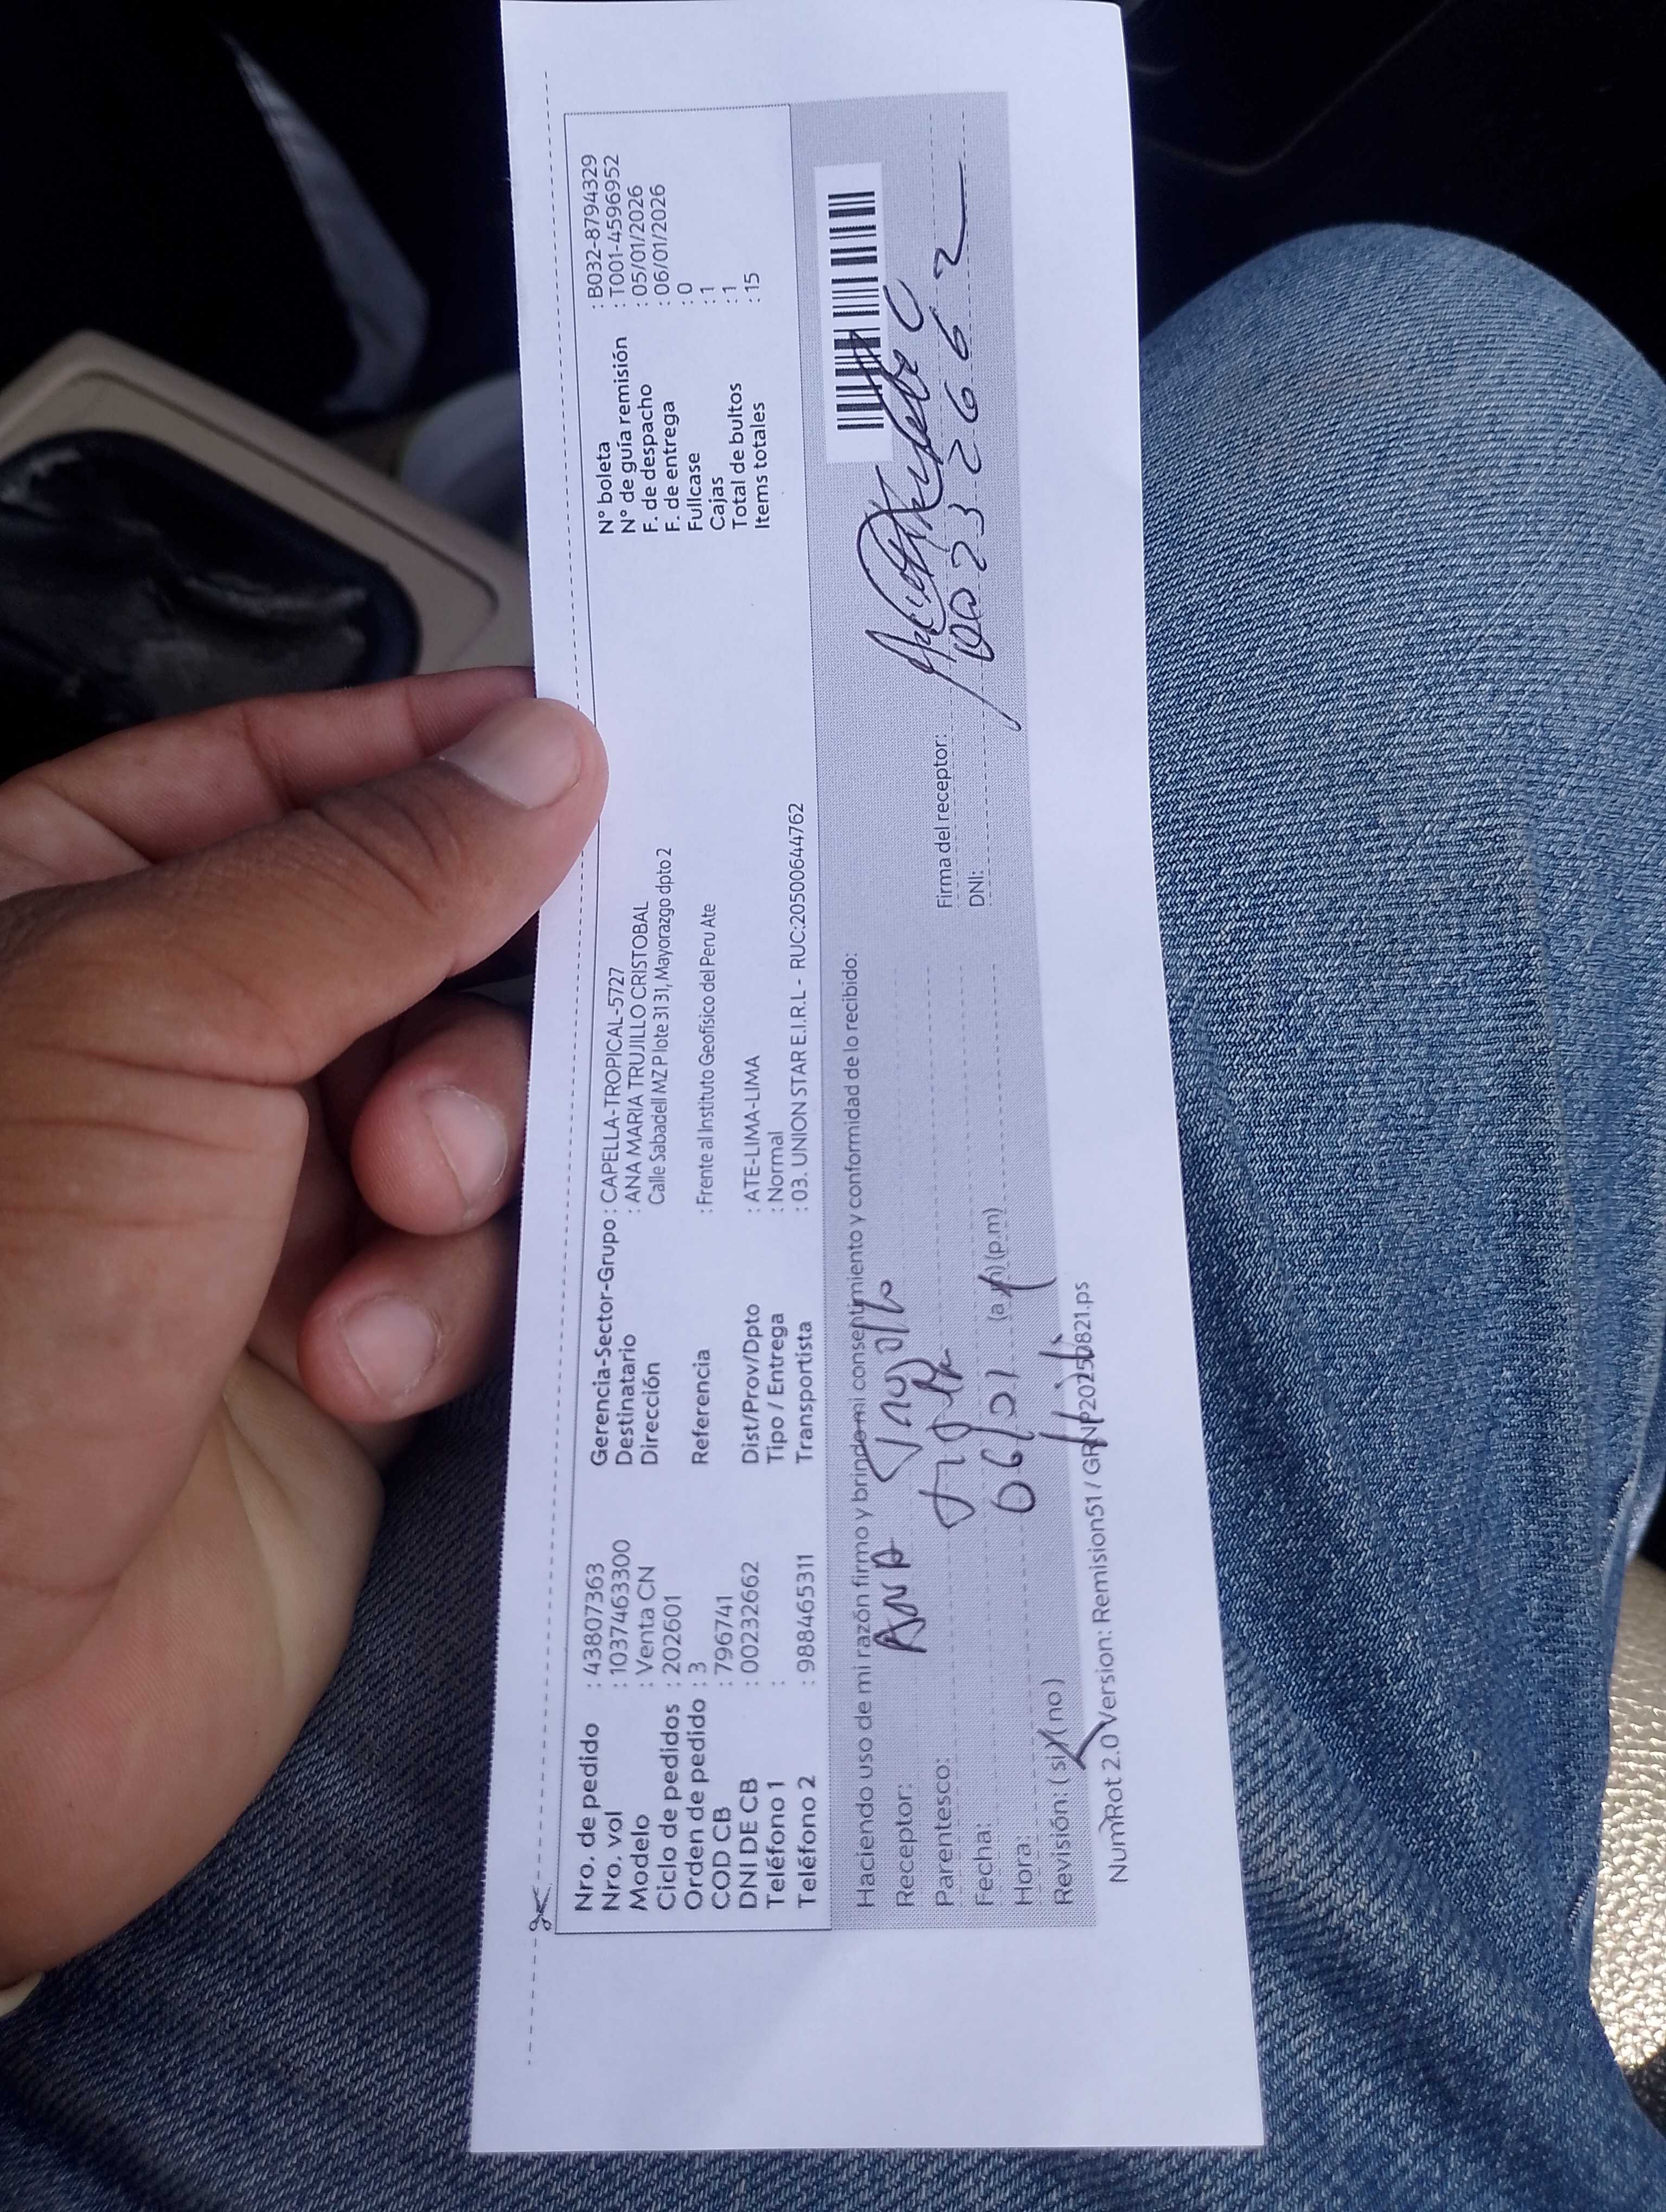 Nro. de pedido : 43807363
Nro. vol : 1037463300
Modelo : Venta CN
Ciclo de pedidos : 202601
Orden de pedido : 3
COD CB : 796741
DNI DE CB : 00232662
Teléfono 1 :
Teléfono 2 : 988465311
Gerencia-Sector-Grupo : CAPELLA-TROPICAL-5727
Destinatario : ANA MARIA TRUJILLO CRISTOBAL
Dirección Calle Sabadell MZ P lote 31 31, Mayorazgo dpto 2
Referencia : Frente al Instituto Geofísico del Peru Ate
Dist/Prov/Dpto : ATE-LIMA-LIMA
Tipo / Entrega : Normal
Transportista : 03. UNION STAR E.I.R.L - RUC:20500644762
N° boleta : B032-8794329
N° de guía remisión : T001-4596952
F. de despacho : 05/01/2026
F. de entrega : 06/01/2026
Fullcase : 0
Cajas : 1
Total de bultos : 1
Items totales : 15
Haciendo uso de mi razón firmo y brindo mi consentimiento y conformidad de lo recibido:
Receptor: ANA
Parentesco:
Fecha: 06/01
Hora: (a.m) (p.m)
Revisión: ( si ) ( no )
Firma del receptor:
DNI: 00232662
NumRot 2.0 Version: Remision51 / GRNP20250821.ps